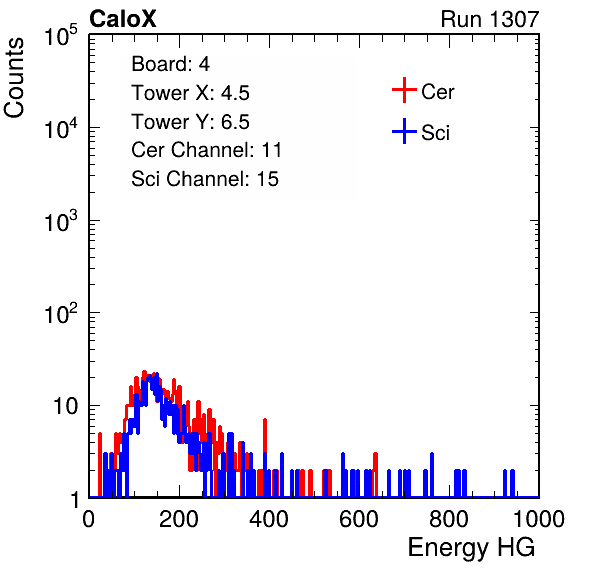 CaloX Run 1307
Counts
10^5
10^4
10^3
10^2
10
1
Board: 4
Tower X: 4.5
Tower Y: 6.5
Cer Channel: 11
Sci Channel: 15
Cer
Sci
0 200 400 600 800 1000
Energy HG